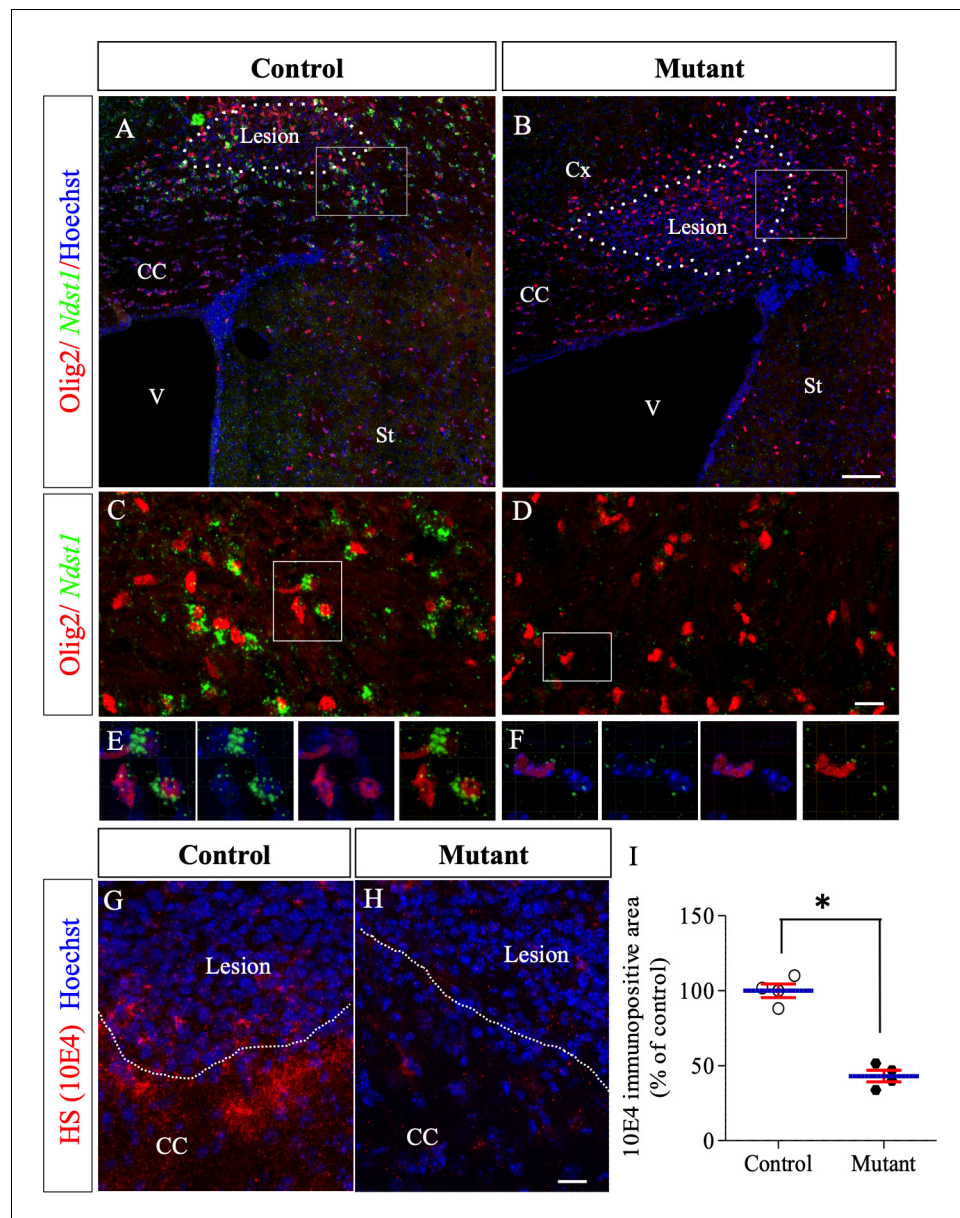 Control
Mutant
Olig2/ Ndst1/Hoechst
A
Lesion
CC
V
St
B
Cx
Lesion
CC
V
St
Olig2/ Ndst1
C
D
E
F
Control
Mutant
HS (10E4) Hoechst
G
Lesion
CC
H
Lesion
CC
I
10E4 immunopositive area
(% of control)
150
100
50
0
*
Control
Mutant